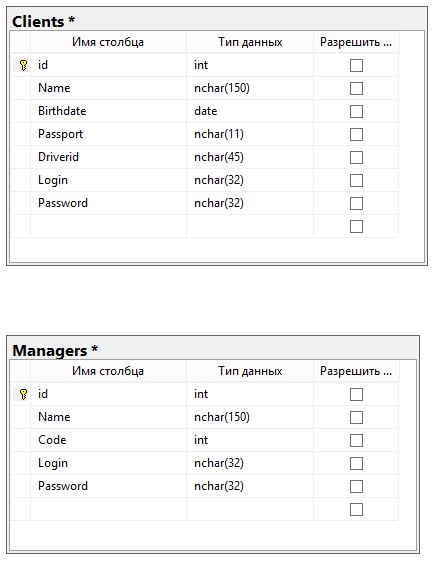 Clients *
Имя столбца Тип данных Разрешить ...
id int
Name nchar(150)
Birthdate date
Passport nchar(11)
Driverid nchar(45)
Login nchar(32)
Password nchar(32)
Managers *
Имя столбца Тип данных Разрешить ...
id int
Name nchar(150)
Code int
Login nchar(32)
Password nchar(32)